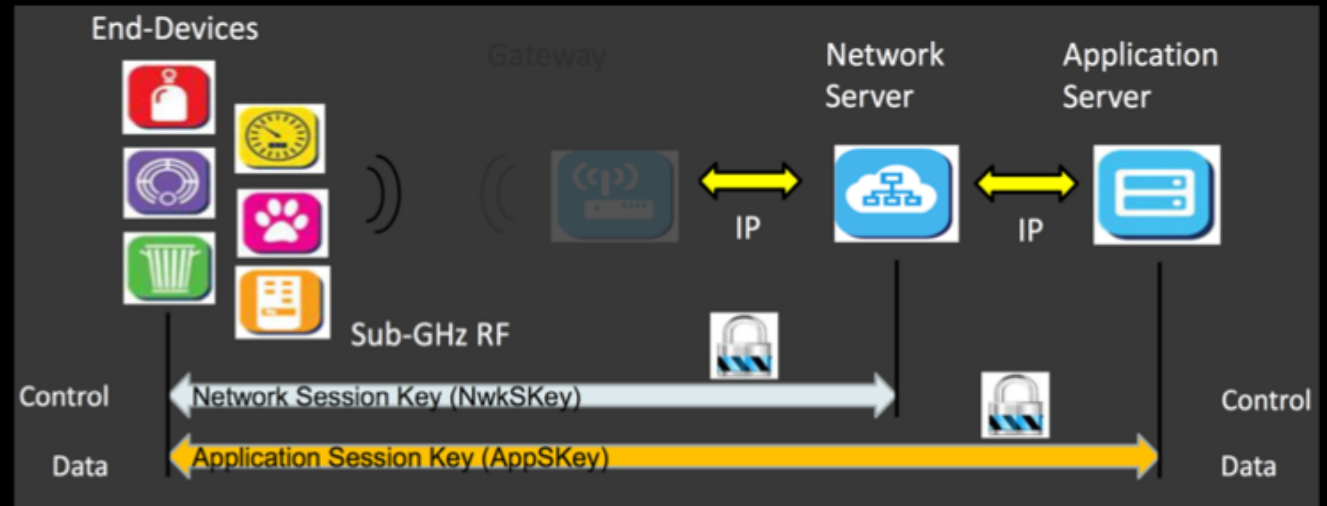 End-Devices
Gateway
Network
Server
Application
Server
IP
IP
Sub-GHz RF
Control
Network Session Key (NwkSKey)
Control
Data
Application Session Key (AppSKey)
Data